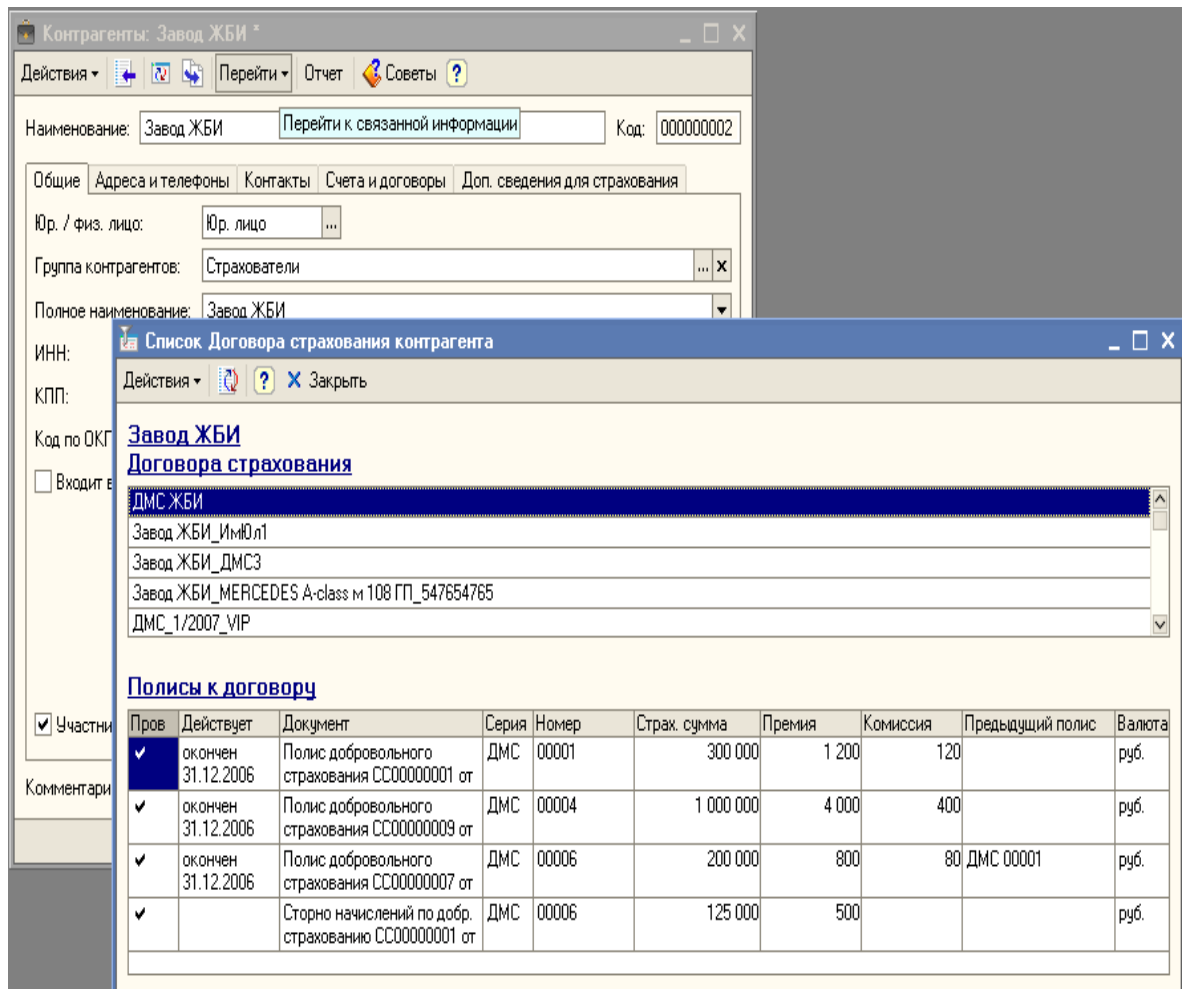 Контрагенты: Завод ЖБИ *
Действия Перейти Отчет Советы ?
Наименование: Завод ЖБИ Перейти к связанной информации Код: 000000002
Общие Адреса и телефоны Контакты Счета и договоры Доп. сведения для страхования
Юр. / физ. лицо: Юр. лицо ...
Группа контрагентов: Страхователи ... x
Полное наименование: Завод ЖБИ
ИНН:
КПП:
Код по ОКП
Входит в
Участни
Комментари
Список Договора страхования контрагента
Действия ? Закрыть
Завод ЖБИ
Договора страхования
ДМС ЖБИ
Завод ЖБИ_ИмЮл1
Завод ЖБИ_ДМС3
Завод ЖБИ_MERCEDES A-class м 108 ГП_547654765
ДМС_1/2007_VIP
Полисы к договору
Пров Действует Документ Серия Номер Страх. сумма Премия Комиссия Предыдущий полис Валюта
окончен Полис добровольного ДМС 00001 300 000 1 200 120 руб.
31.12.2006 страхования СС00000001 от
окончен Полис добровольного ДМС 00004 1 000 000 4 000 400 руб.
31.12.2006 страхования СС00000009 от
окончен Полис добровольного ДМС 00006 200 000 800 80 ДМС 00001 руб.
31.12.2006 страхования СС00000007 от
Сторно начислений по добр. ДМС 00006 125 000 500 руб.
страхованию СС00000001 от